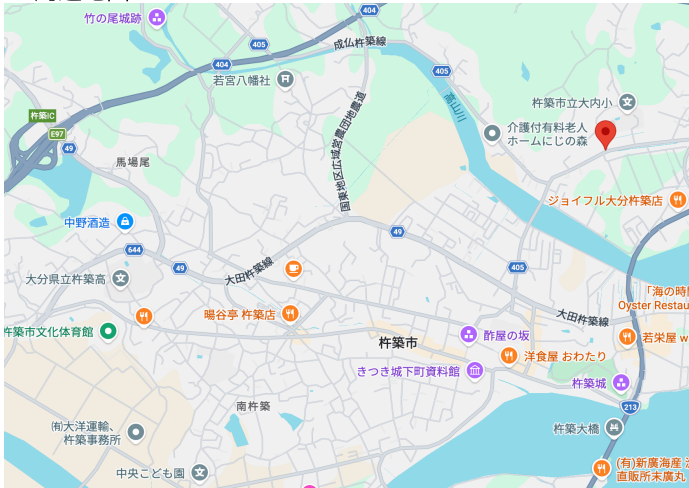 竹の尾城跡
404
405
成仏杵築線
404
若宮八幡社
405
高山川
杵築市立大内小
介護付有料老人
ホームにじの森
杵築IC
E97
49
馬場尾
国東地区広域営農団地農道
ジョイフル大分杵築店
中野酒造
49
644
大分県立杵築高
49
大田杵築線
405
「海の時
Oyster Restau
大田杵築線
暘谷亭 杵築店
杵築市文化体育館
杵築市
酢屋の坂
若栄屋 w
洋食屋 おわたり
きつき城下町資料館
杵築城
南杵築
213
㈲大洋運輸、
杵築事務所
杵築大橋
中央こども園
(有)新廣海産
直販所末廣丸